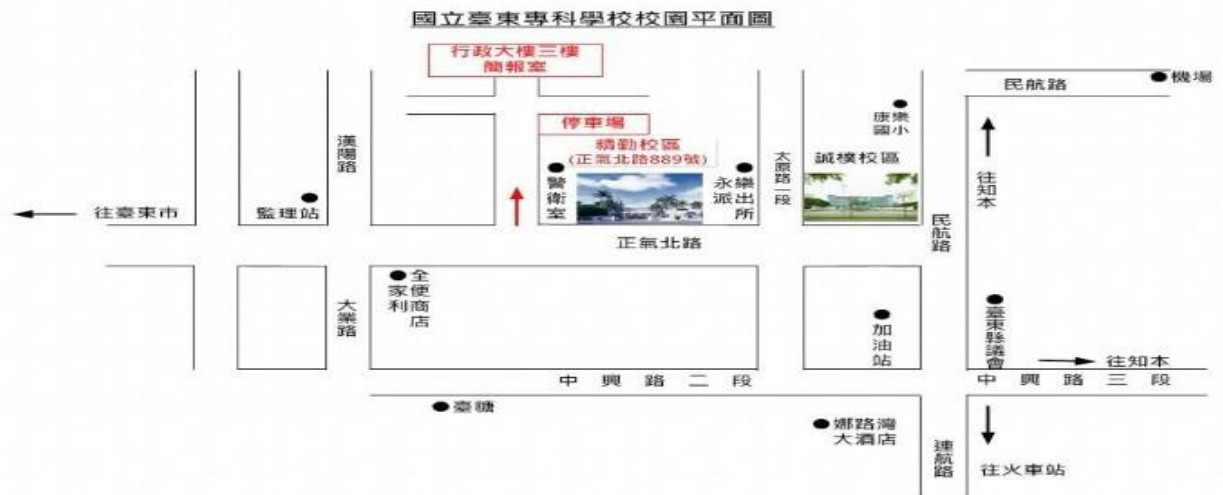 國立臺東專科學校校園平面圖
行政大樓三樓
簡報室
民航路
機場
停車場
康樂
國小
漢陽路
精勤校區
(正氣北路889號)
太原路一段
誠樸校區
警衛室
永樂
派出所
往知本
往臺東市
監理站
正氣北路
民航路
全家便利商店
大業路
臺東縣議會
加油站
往知本
中興路二段
中興路三段
臺糖
娜路灣
大酒店
連航路
往火車站